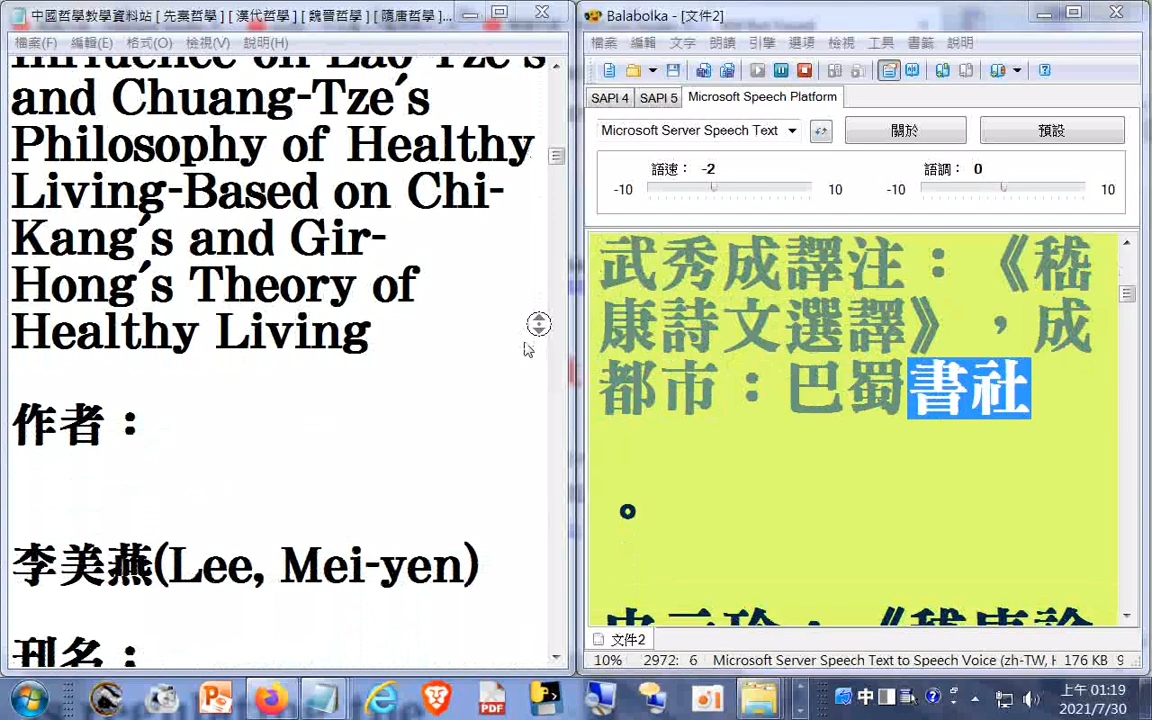 中國哲學教學資料站 [ 先秦哲學 ] [ 漢代哲學 ] [ 魏晉哲學 ] [ 隋唐哲學 ]...
檔案(F) 編輯(E) 格式(O) 檢視(V) 說明(H)
Influence on Lao-Tze's
and Chuang-Tze's
Philosophy of Healthy
Living-Based on Chi-
Kang's and Gir-
Hong's Theory of
Healthy Living
作者：
李美燕(Lee, Mei-yen)
刊名：
Balabolka - [文件2]
檔案 編輯 文字 朗讀 引擎 選項 檢視 工具 書籤 說明
SAPI 4 SAPI 5 Microsoft Speech Platform
Microsoft Server Speech Text 關於 預設
語速： -2 語調： 0
-10 10 -10 10
武秀成譯注：《嵇
康詩文選譯》，成
都市：巴蜀書社
。
文件2
10% 2972: 6 Microsoft Server Speech Text to Speech Voice (zh-TW, H 176 KB 9
PDF 中 上午 01:19
2021/7/30